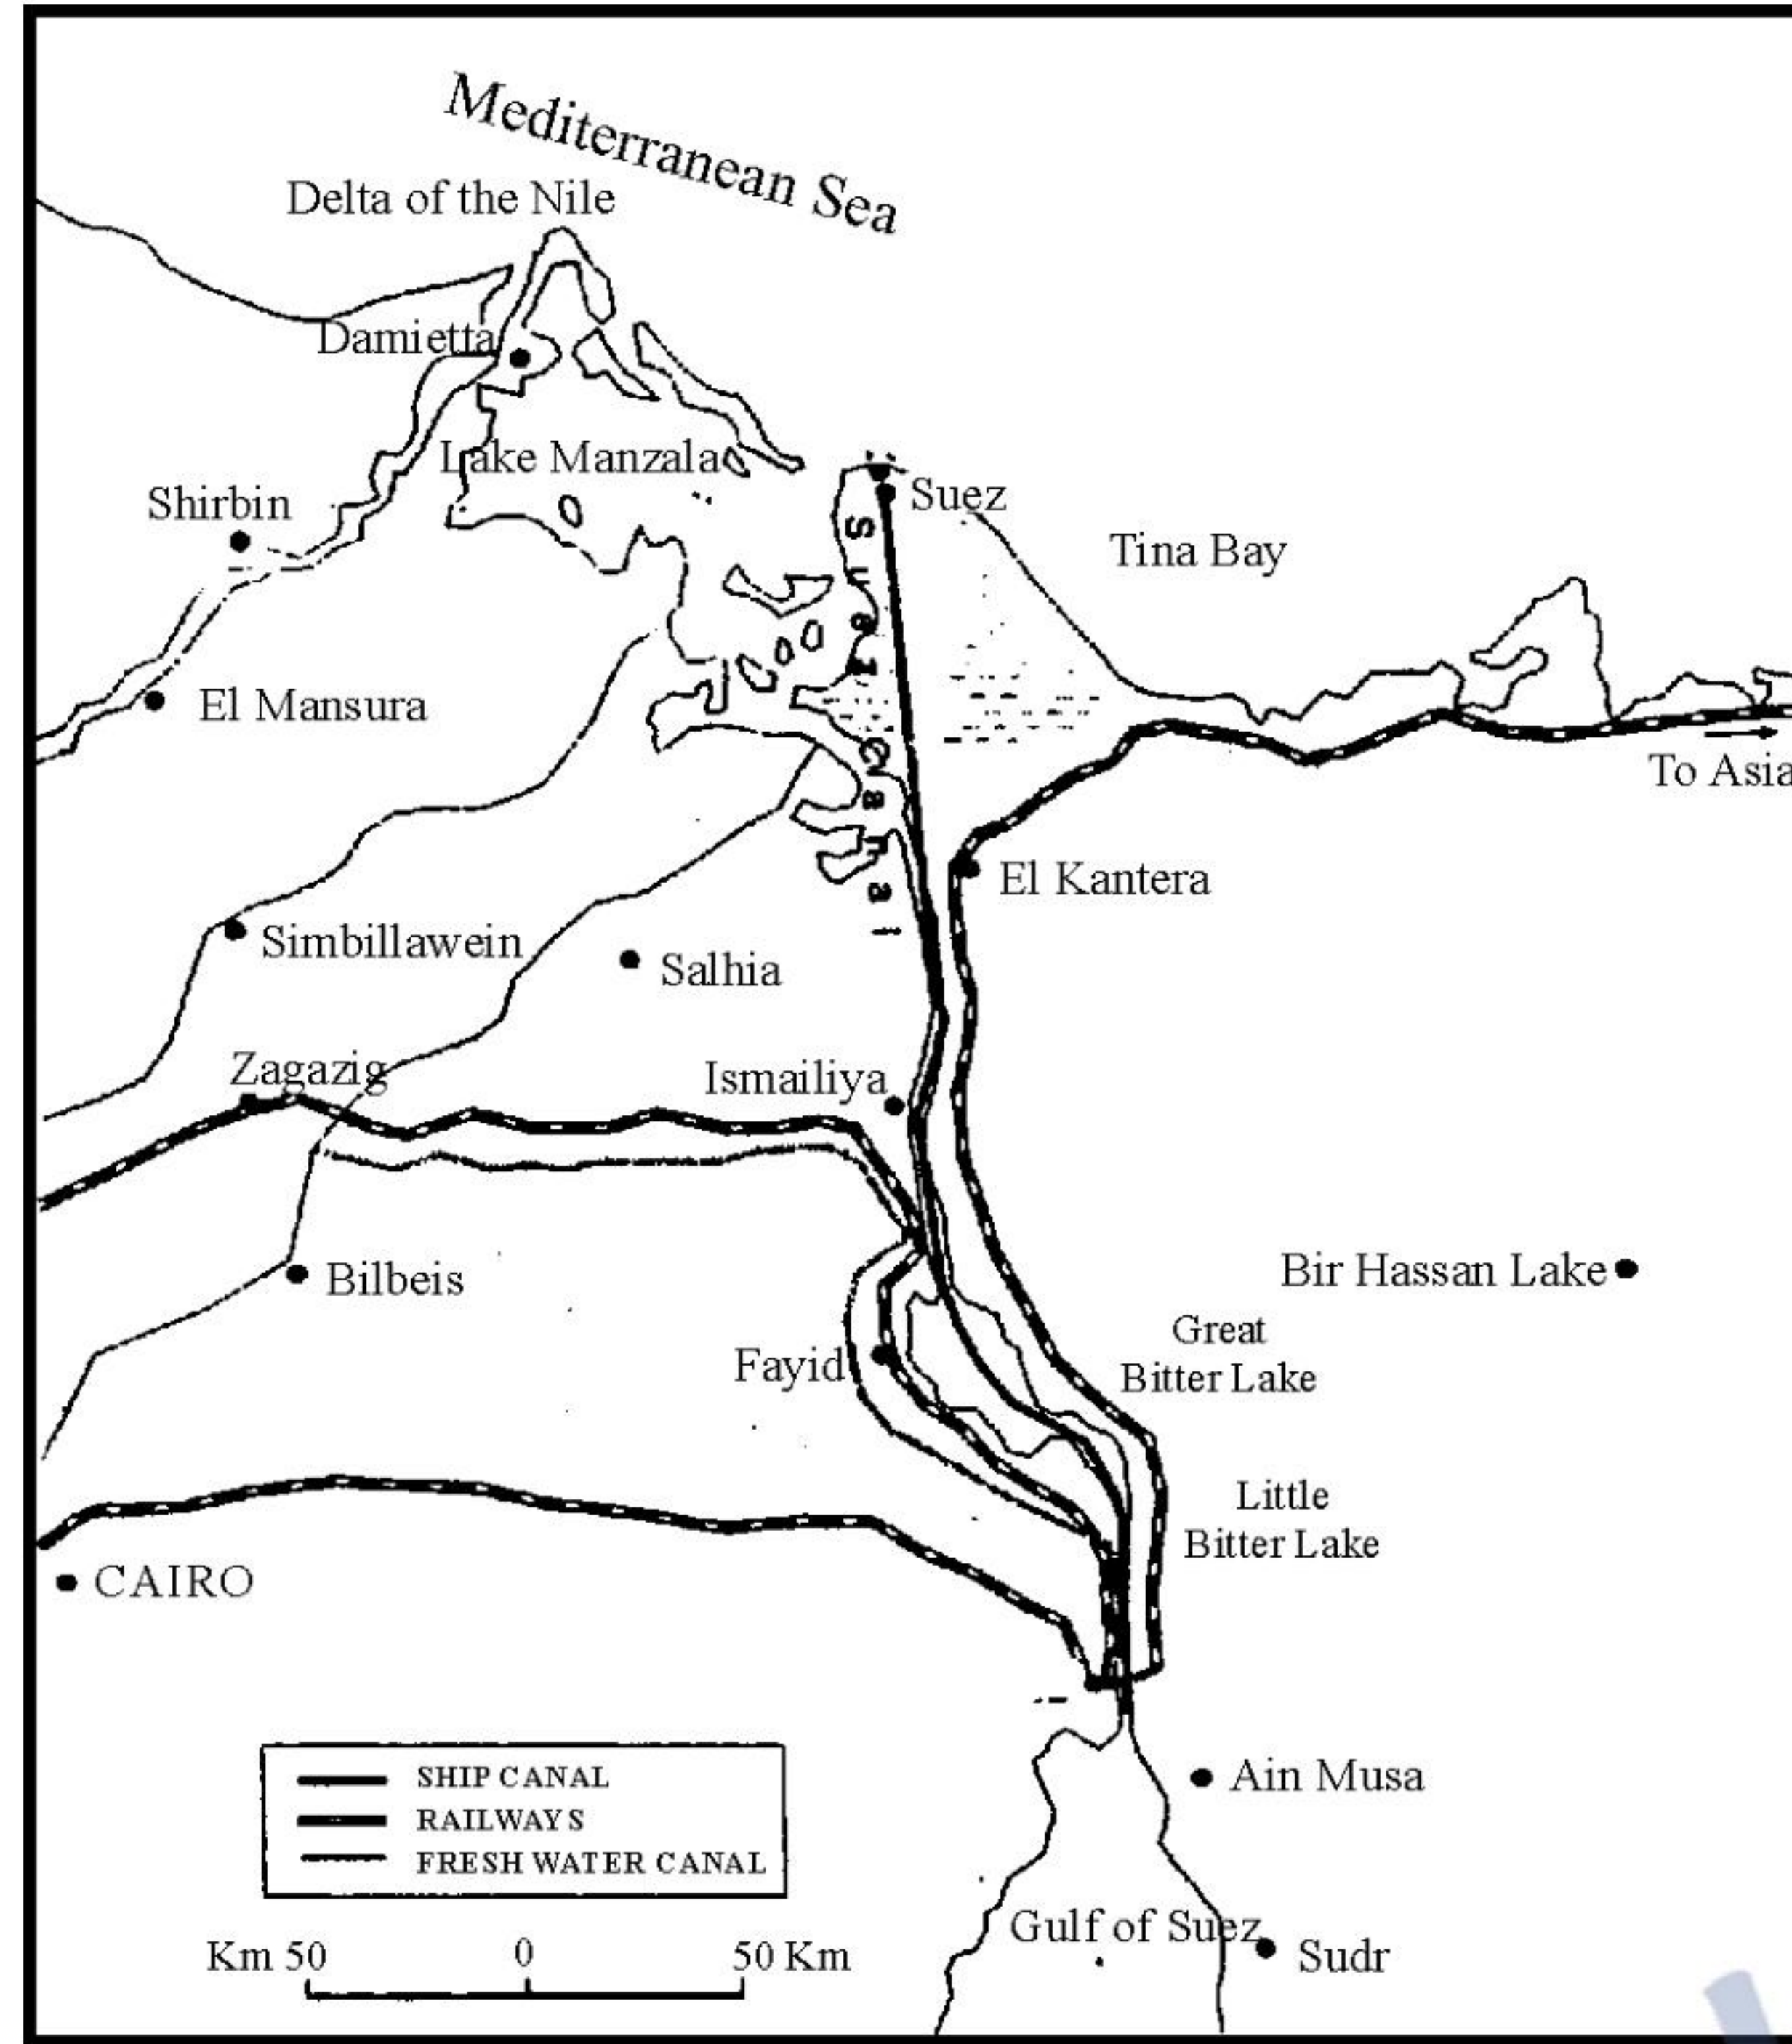 Mediterranean Sea
Delta of the Nile
Damietta
Lake Manzala
Suez
Shirbin
Tina Bay
Suez Canal
El Mansura
To Asia
El Kantera
Simbillawein
Salhia
Zagazig
Ismailiya
Bilbeis
Bir Hassan Lake
Great
Bitter Lake
Fayid
Little
Bitter Lake
CAIRO
Ain Musa
SHIP CANAL
RAILWAYS
FRESH WATER CANAL
Gulf of Suez
Sudr
Km 50 0 50 Km